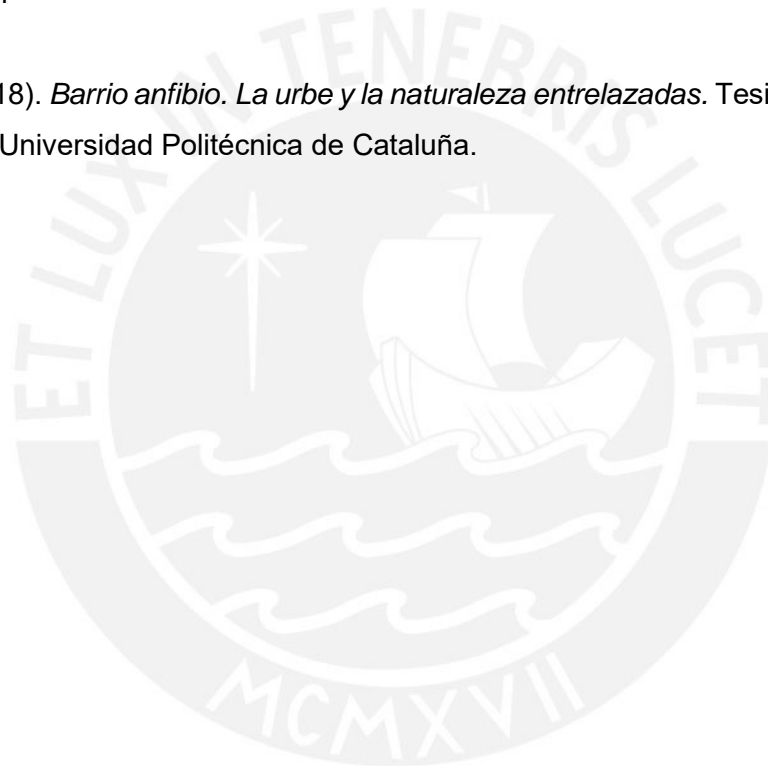 18). Barrio anfibio. La urbe y la naturaleza entrelazadas. Tesi
Universidad Politécnica de Cataluña.
ET LUX IN TENEBRIS LUCET
MCMXVII